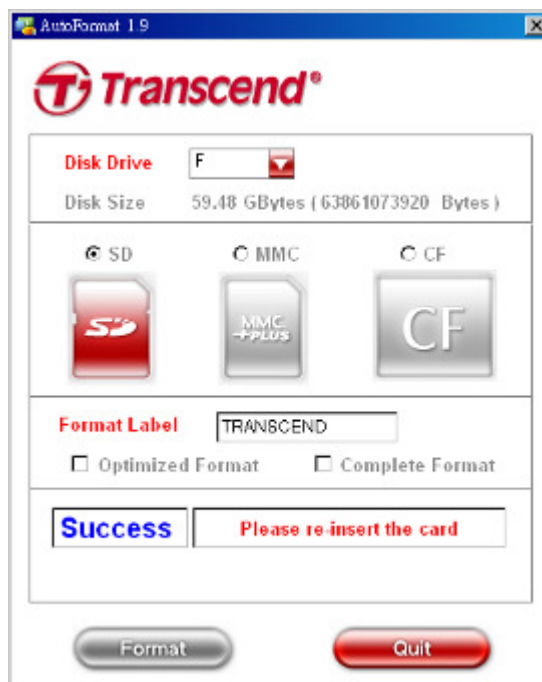 AutoFormat 1.9
Transcend®
Disk Drive F
Disk Size 59.48 GBytes ( 63861073920 Bytes )
SD MMC CF
SD MMC +PLUS CF
Format Label TRANSCEND
Optimized Format Complete Format
Success Please re-insert the card
Format Quit